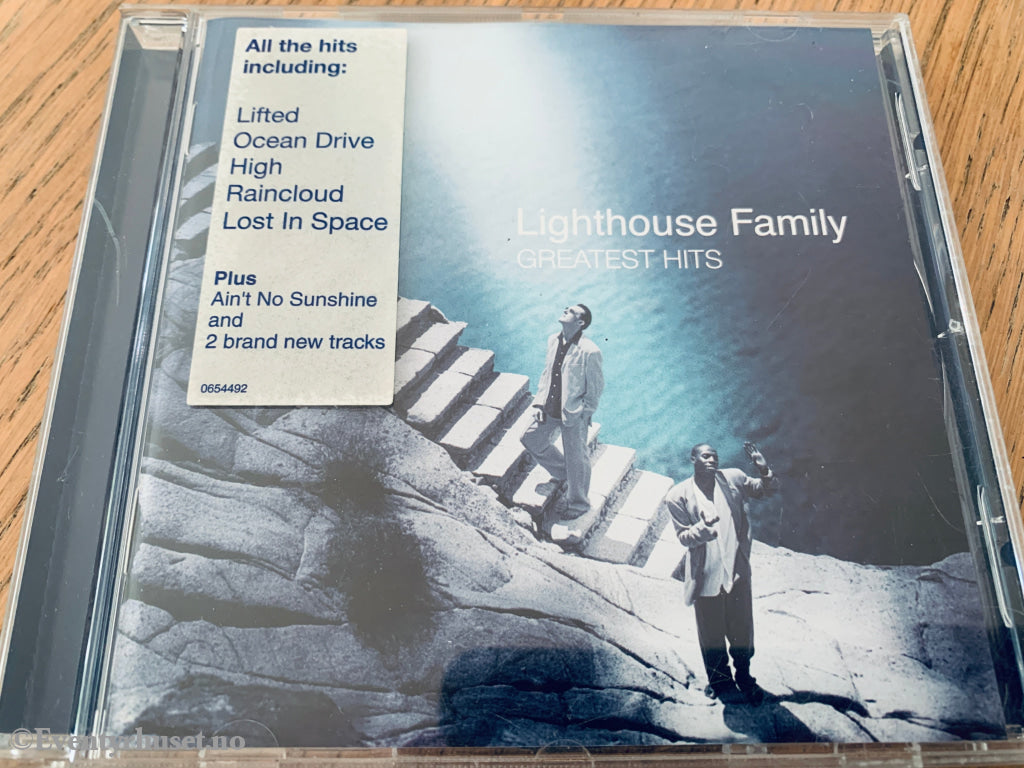 All the hits
including:
Lifted
Ocean Drive
High
Raincloud
Lost In Space
Plus
Ain't No Sunshine
and
2 brand new tracks
0654492
Lighthouse Family
GREATEST HITS